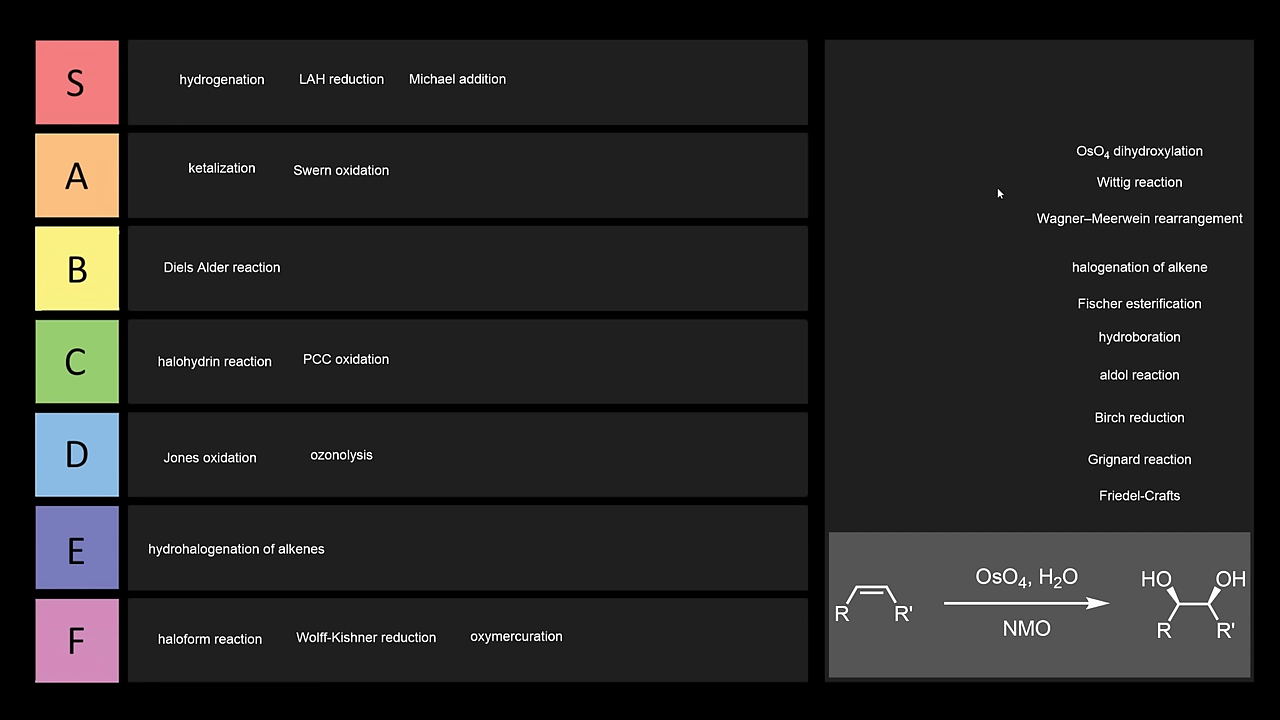 S
hydrogenation LAH reduction Michael addition
A
ketalization Swern oxidation
B
Diels Alder reaction
C
halohydrin reaction PCC oxidation
D
Jones oxidation ozonolysis
E
hydrohalogenation of alkenes
F
haloform reaction Wolff-Kishner reduction oxymercuration
OsO₄ dihydroxylation
Wittig reaction
Wagner–Meerwein rearrangement
halogenation of alkene
Fischer esterification
hydroboration
aldol reaction
Birch reduction
Grignard reaction
Friedel-Crafts
R R'
OsO₄, H₂O
NMO
HO OH
R R'